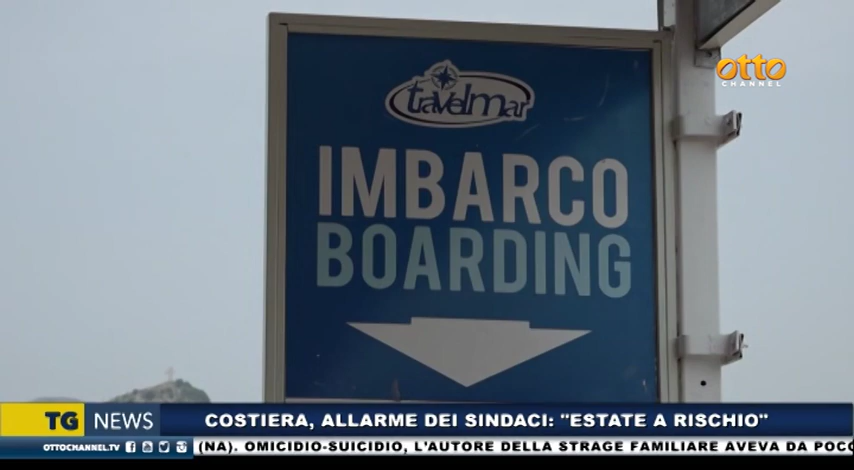 otto
CHANNEL
travelmar
IMBARCO
BOARDING
TG NEWS
COSTIERA, ALLARME DEI SINDACI: "ESTATE A RISCHIO"
OTTOCHANNEL.TV
(NA). OMICIDIO-SUICIDIO, L'AUTORE DELLA STRAGE FAMILIARE AVEVA DA POCO